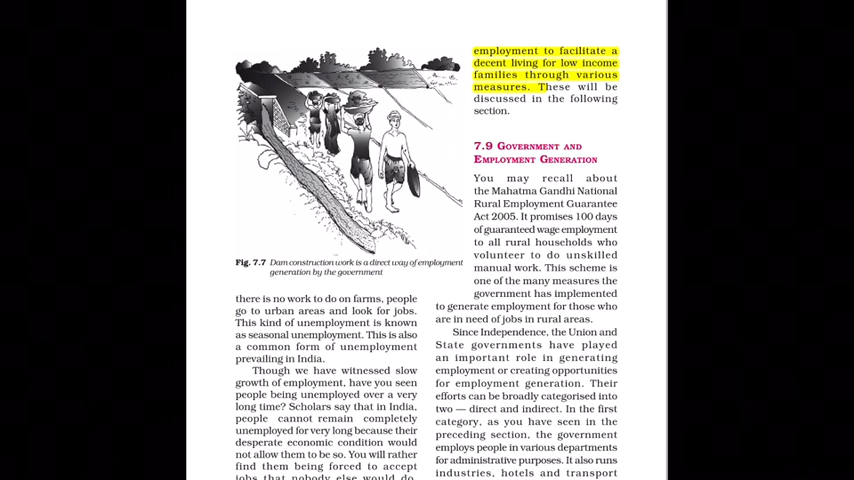 Fig. 7.7 Dam construction work is a direct way of employment
generation by the government
there is no work to do on farms, people
go to urban areas and look for jobs.
This kind of unemployment is known
as seasonal unemployment. This is also
a common form of unemployment
prevailing in India.
Though we have witnessed slow
growth of employment, have you seen
people being unemployed over a very
long time? Scholars say that in India,
people cannot remain completely
unemployed for very long because their
desperate economic condition would
not allow them to be so. You will rather
find them being forced to accept
jobs that nobody else would do,
employment to facilitate a
decent living for low income
families through various
measures. These will be
discussed in the following
section.
7.9 GOVERNMENT AND
EMPLOYMENT GENERATION
You may recall about
the Mahatma Gandhi National
Rural Employment Guarantee
Act 2005. It promises 100 days
of guaranteed wage employment
to all rural households who
volunteer to do unskilled
manual work. This scheme is
one of the many measures the
government has implemented
to generate employment for those who
are in need of jobs in rural areas.
Since Independence, the Union and
State governments have played
an important role in generating
employment or creating opportunities
for employment generation. Their
efforts can be broadly categorised into
two — direct and indirect. In the first
category, as you have seen in the
preceding section, the government
employs people in various departments
for administrative purposes. It also runs
industries, hotels and transport